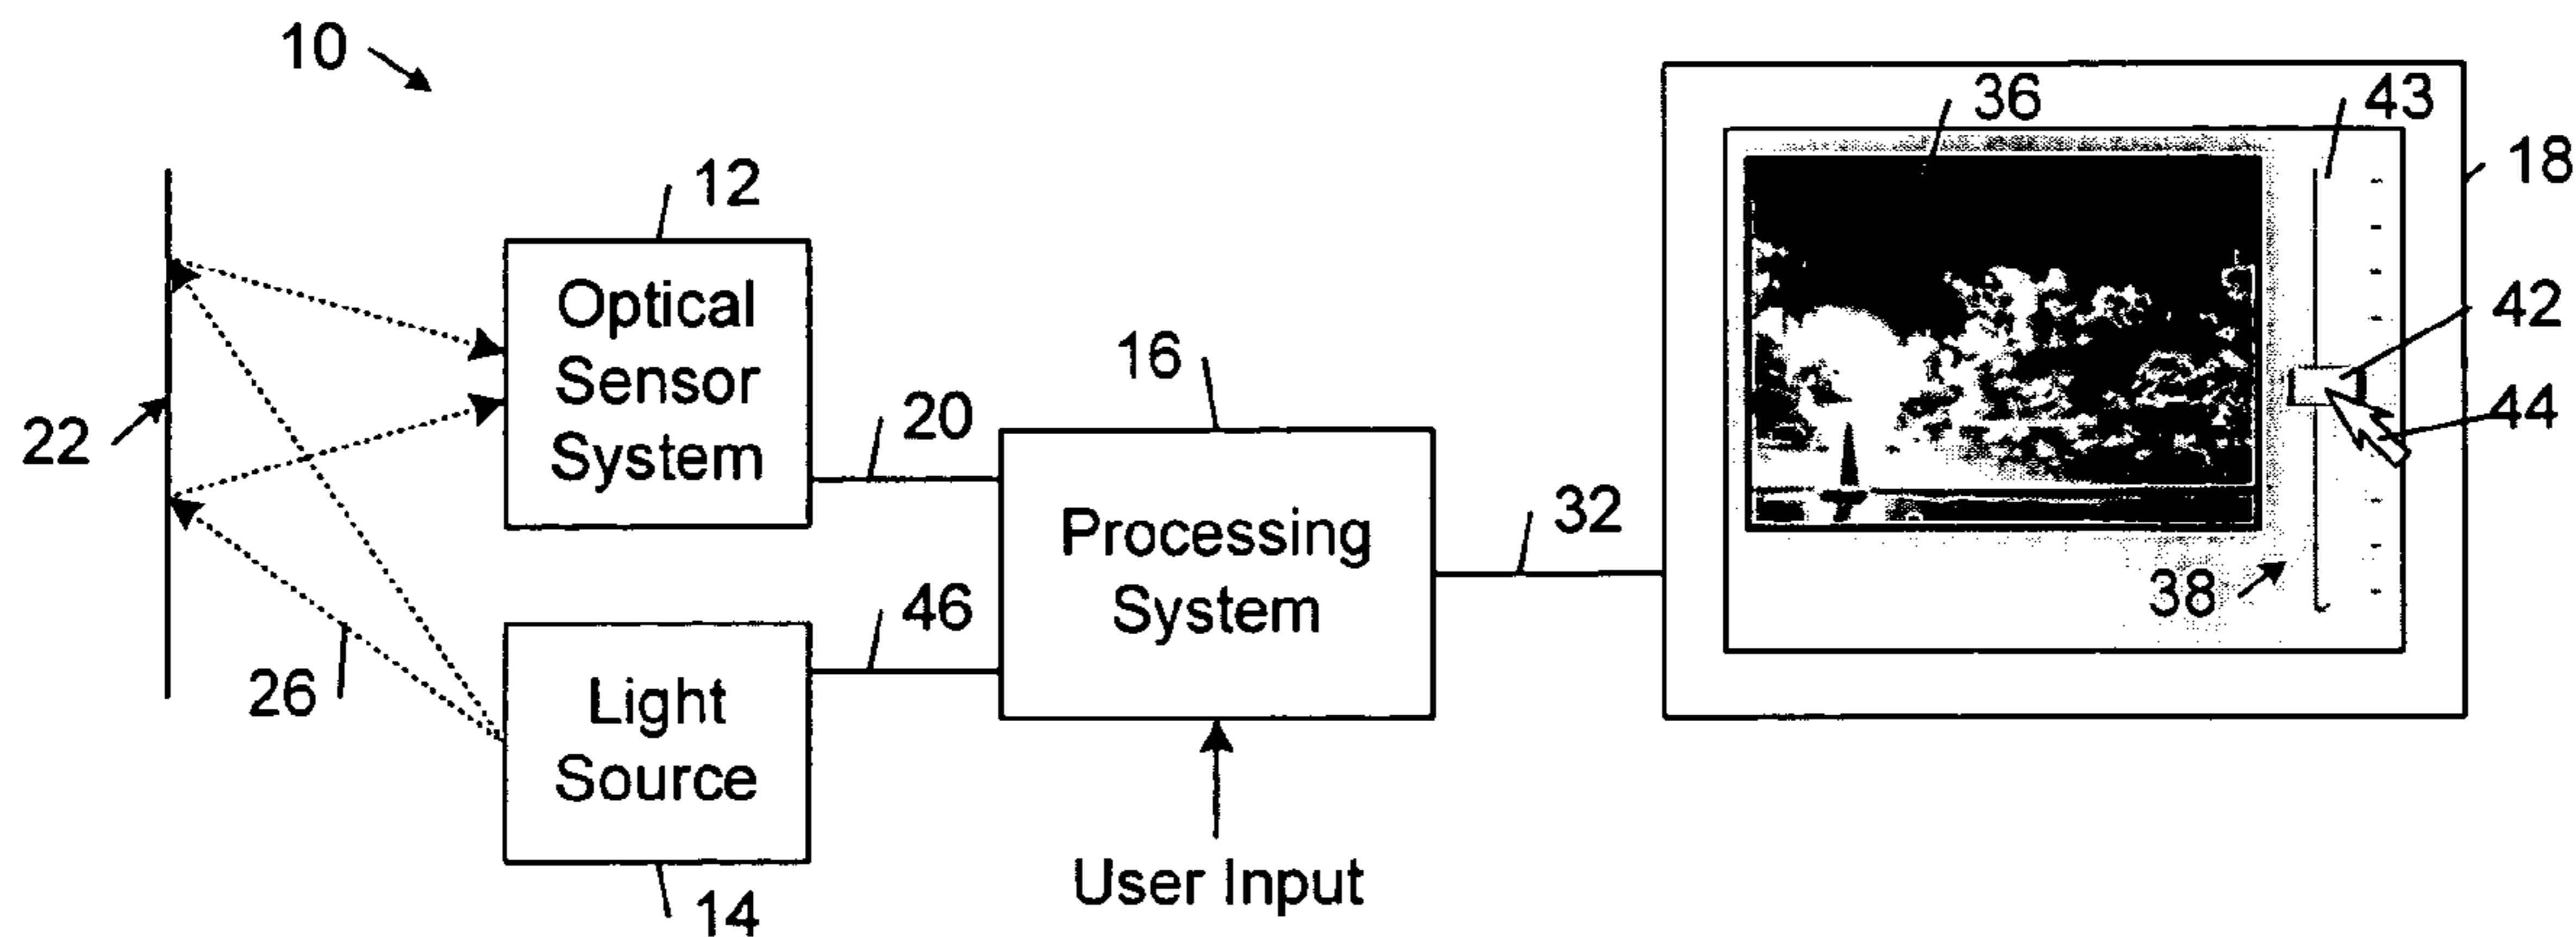 10
36
43
18
12
Optical
Sensor
System
42
16
22
20
44
32
Processing
System
38
46
26
Light
Source
User Input
14